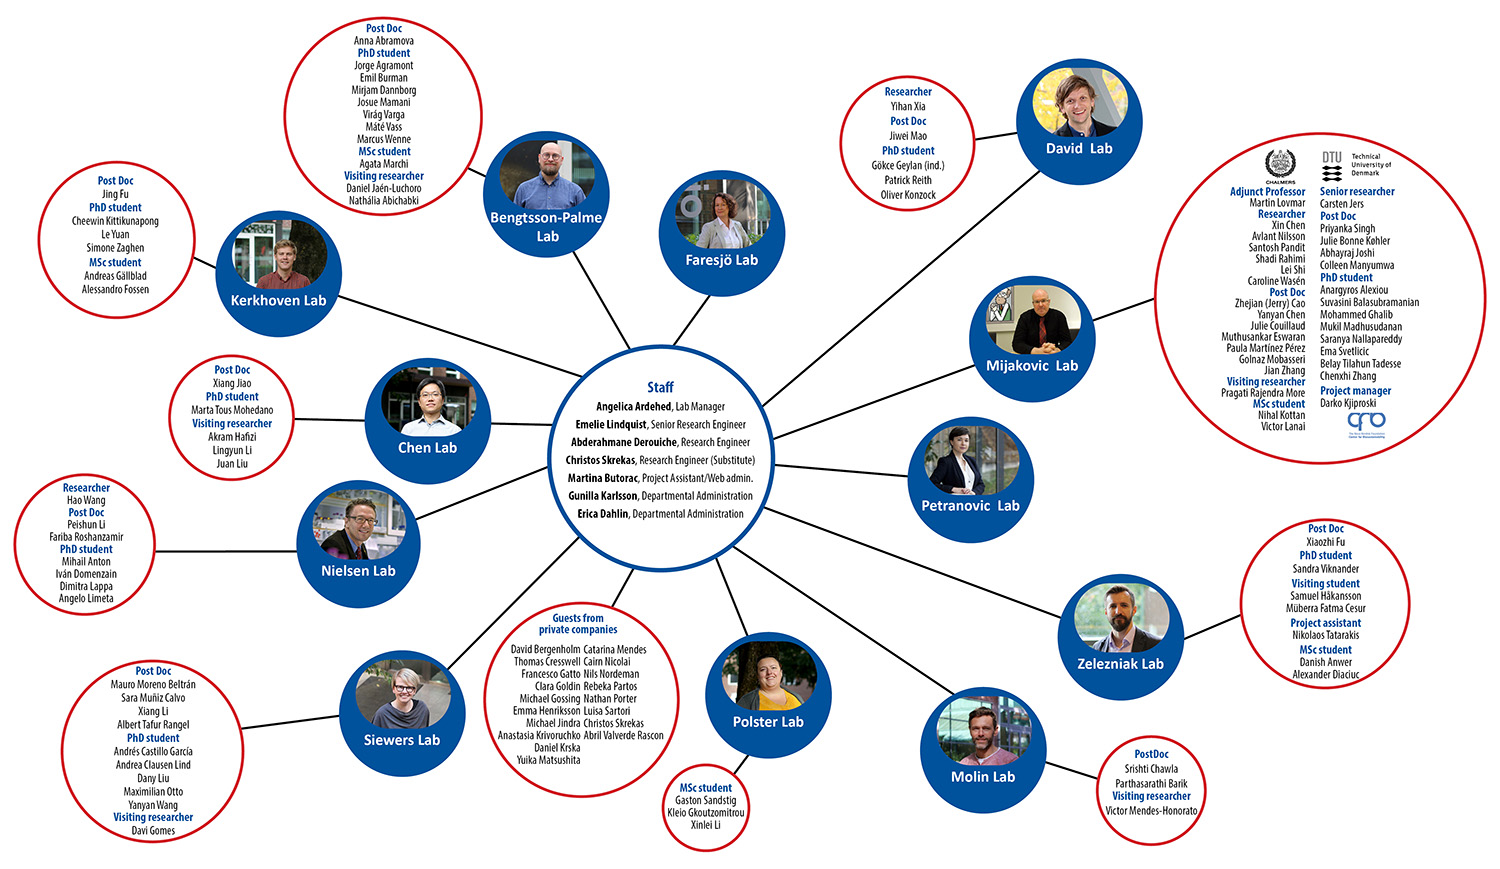 Post Doc
Anna Abramova
PhD student
Jorge Agramont
Emil Burman
Mirjam Dannborg
Josue Mamani
Virág Varga
Máté Vass
Marcus Wenne
MSc student
Agata Marchi
Visiting researcher
Daniel Jaén-Luchoro
Nathália Abichabki
Bengtsson-Palme
Lab
Faresjö Lab
Researcher
Yihan Xia
Post Doc
Jiwei Mao
PhD student
Gökce Geylan (ind.)
Patrick Reith
Oliver Konzock
David Lab
Post Doc
Jing Fu
PhD student
Cheewin Kittikunapong
Le Yuan
Simone Zaghen
MSc student
Andreas Gällblad
Alessandro Fossen
Kerkhoven Lab
CHALMERS
Adjunct Professor
Martin Lovmar
Researcher
Xin Chen
Avlant Nilsson
Santosh Pandit
Shadi Rahimi
Lei Shi
Caroline Wasén
Post Doc
Zhejian (Jerry) Cao
Yanyan Chen
Julie Couillaud
Muthusankar Eswaran
Paula Martínez Pérez
Golnaz Mobasseri
Jian Zhang
Visiting researcher
Pragati Rajendra More
MSc student
Nihal Kottan
Victor Lanai
DTU
Technical
University of
Denmark
Senior researcher
Carsten Jers
Post Doc
Priyanka Singh
Julie Bonne Køhler
Abhayraj Joshi
Colleen Manyumwa
PhD student
Anargyros Alexiou
Suvasini Balasubramanian
Mohammed Ghalib
Mukil Madhusudanan
Saranya Nallapareddy
Ema Svetlicic
Belay Tilahun Tadesse
Chenxhi Zhang
Project manager
Darko Kjiproski
Mijakovic Lab
Post Doc
Xiang Jiao
PhD student
Marta Tous Mohedano
Visiting researcher
Akram Hafizi
Lingyun Li
Juan Liu
Chen Lab
Staff
Angelica Ardehed, Lab Manager
Emelie Lindquist, Senior Research Engineer
Abderahmane Derouiche, Research Engineer
Christos Skrekas, Research Engineer (Substitute)
Martina Butorac, Project Assistant/Web admin.
Gunilla Karlsson, Departmental Administration
Erica Dahlin, Departmental Administration
Petranovic Lab
Researcher
Hao Wang
Post Doc
Peishun Li
Fariba Roshanzamir
PhD student
Mihail Anton
Iván Domenzain
Dimitra Lappa
Angelo Limeta
Nielsen Lab
Post Doc
Xiaozhi Fu
PhD student
Sandra Viknander
Visiting student
Samuel Håkansson
Müberra Fatma Cesur
Project assistant
Nikolaos Tatarakis
MSc student
Danish Anwer
Alexander Diaciuc
Zelezniak Lab
Post Doc
Mauro Moreno Beltrán
Sara Muñiz Calvo
Xiang Li
Albert Tafur Rangel
PhD student
Andrés Castillo García
Andrea Clausen Lind
Dany Liu
Maximilian Otto
Yanyan Wang
Visiting researcher
Davi Gomes
Siewers Lab
Guests from
private companies
David Bergenholm
Thomas Cresswell
Francesco Gatto
Clara Goldin
Michael Gossing
Emma Henriksson
Michael Jindra
Anastasia Krivoruchko
Daniel Krska
Yuika Matsushita
Catarina Mendes
Cairn Nicolai
Nils Nordeman
Rebeka Partos
Nathan Porter
Luisa Sartori
Christos Skrekas
Abril Valverde Rascon
Polster Lab
MSc student
Gaston Sandstig
Kleio Gkoutzomitrou
Xinlei Li
Molin Lab
PostDoc
Srishti Chawla
Parthasarathi Barik
Visiting researcher
Victor Mendes-Honorato